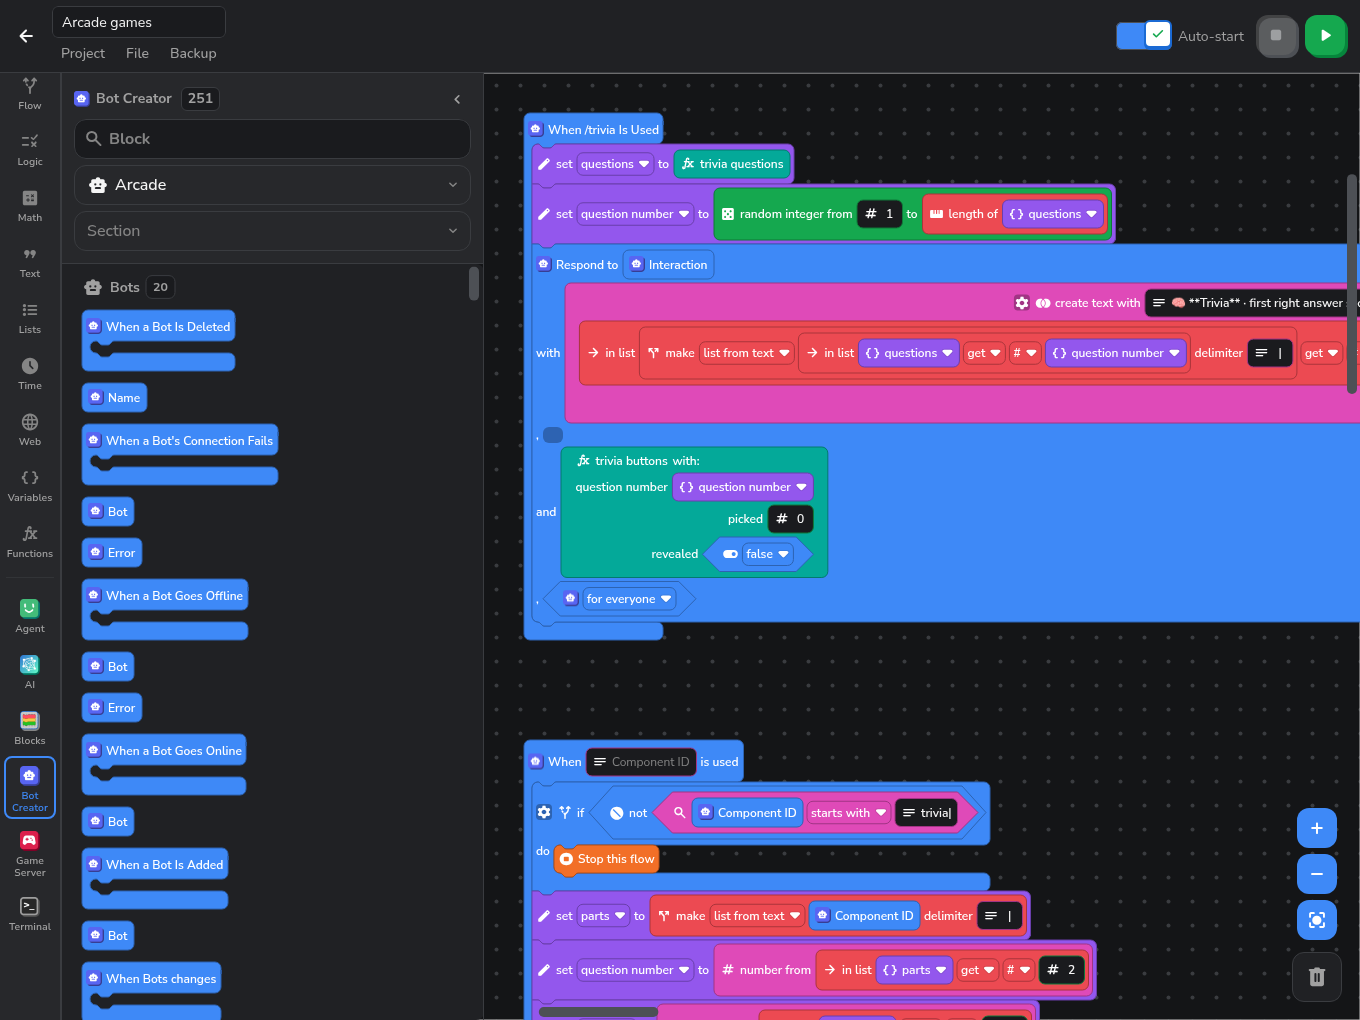 Arcade games
Project File Backup
Auto-start
Flow
Logic
Math
Text
Lists
Time
Web
Variables
Functions
Agent
AI
Blocks
Bot
Creator
Game
Server
Terminal
Bot Creator 251
Block
Arcade
Section
Bots 20
When a Bot Is Deleted
Name
When a Bot's Connection Fails
Bot
Error
When a Bot Goes Offline
Bot
Error
When a Bot Goes Online
Bot
When a Bot Is Added
Bot
When Bots changes
When /trivia Is Used
set questions to trivia questions
set question number to random integer from # 1 to length of {} questions
Respond to Interaction
create text with 🧠 **Trivia** · first right answer
with in list make list from text in list {} questions get # {} question number delimiter | get
,
trivia buttons with:
question number {} question number
and
picked # 0
revealed false
, for everyone
When Component ID is used
if not Component ID starts with trivia|
do Stop this flow
set parts to make list from text Component ID delimiter |
set question number to # number from in list {} parts get # # 2